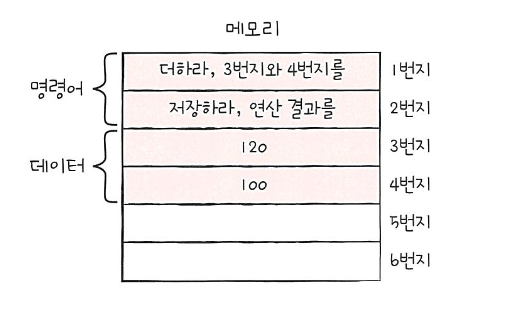 메모리
명령어
더하라, 3번지와 4번지를 1번지
저장하라, 연산 결과를 2번지
데이터
120 3번지
100 4번지
5번지
6번지